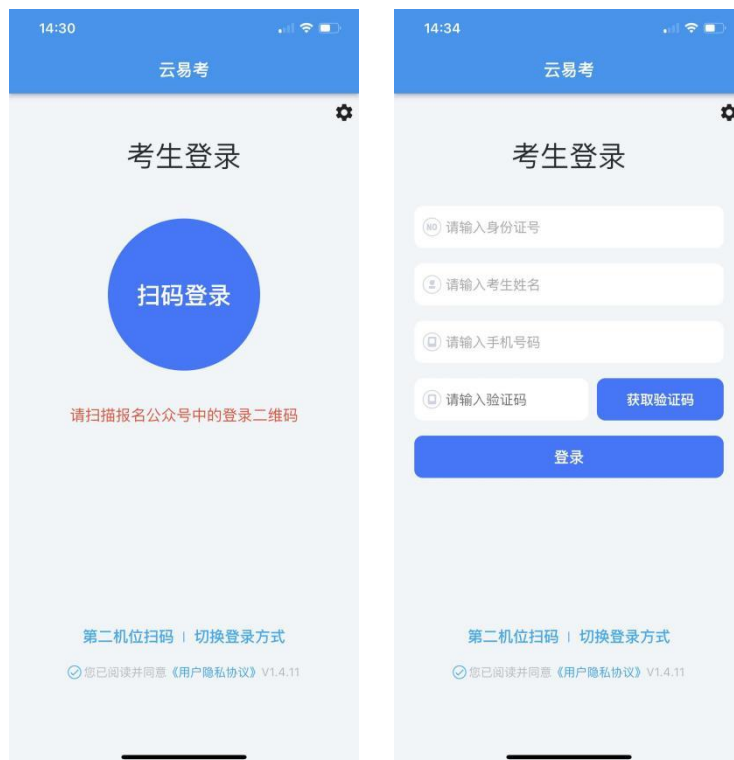 14:30
云易考
考生登录
扫码登录
请扫描报名公众号中的登录二维码
第二机位扫码 | 切换登录方式
您已阅读并同意《用户隐私协议》V1.4.11
14:34
云易考
考生登录
NO 请输入身份证号
请输入考生姓名
请输入手机号码
请输入验证码 获取验证码
登录
第二机位扫码 | 切换登录方式
您已阅读并同意《用户隐私协议》V1.4.11